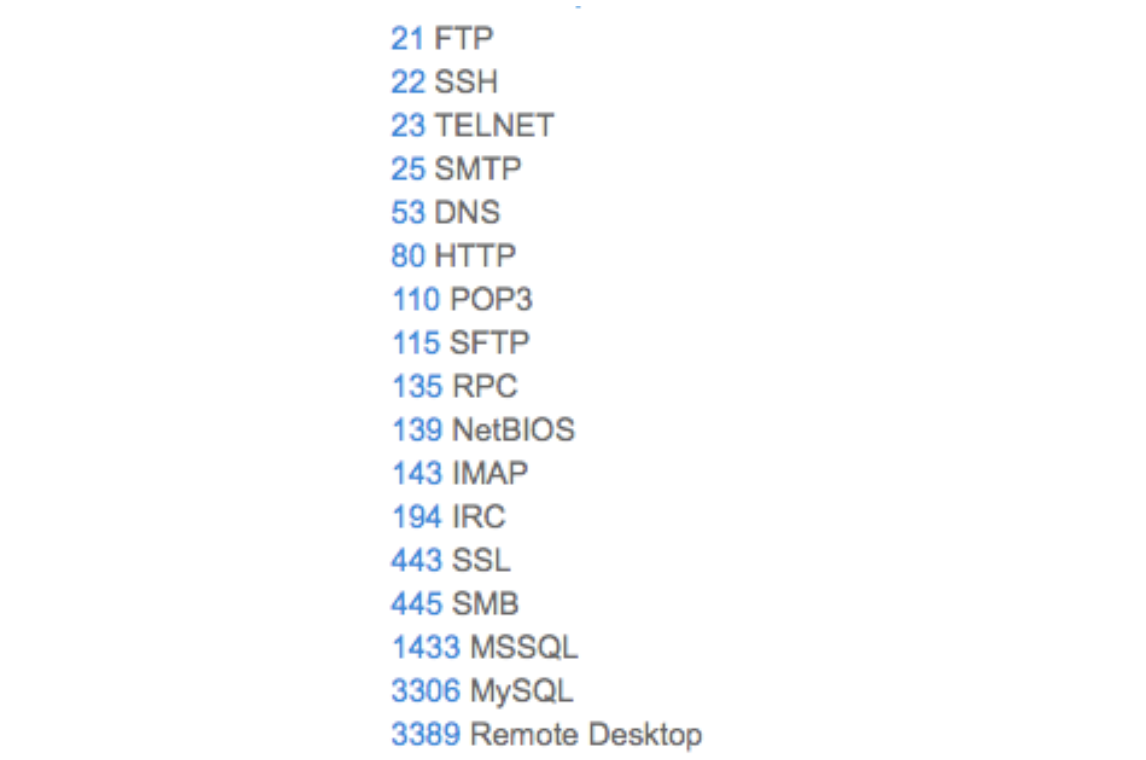 21 FTP
22 SSH
23 TELNET
25 SMTP
53 DNS
80 HTTP
110 POP3
115 SFTP
135 RPC
139 NetBIOS
143 IMAP
194 IRC
443 SSL
445 SMB
1433 MSSQL
3306 MySQL
3389 Remote Desktop